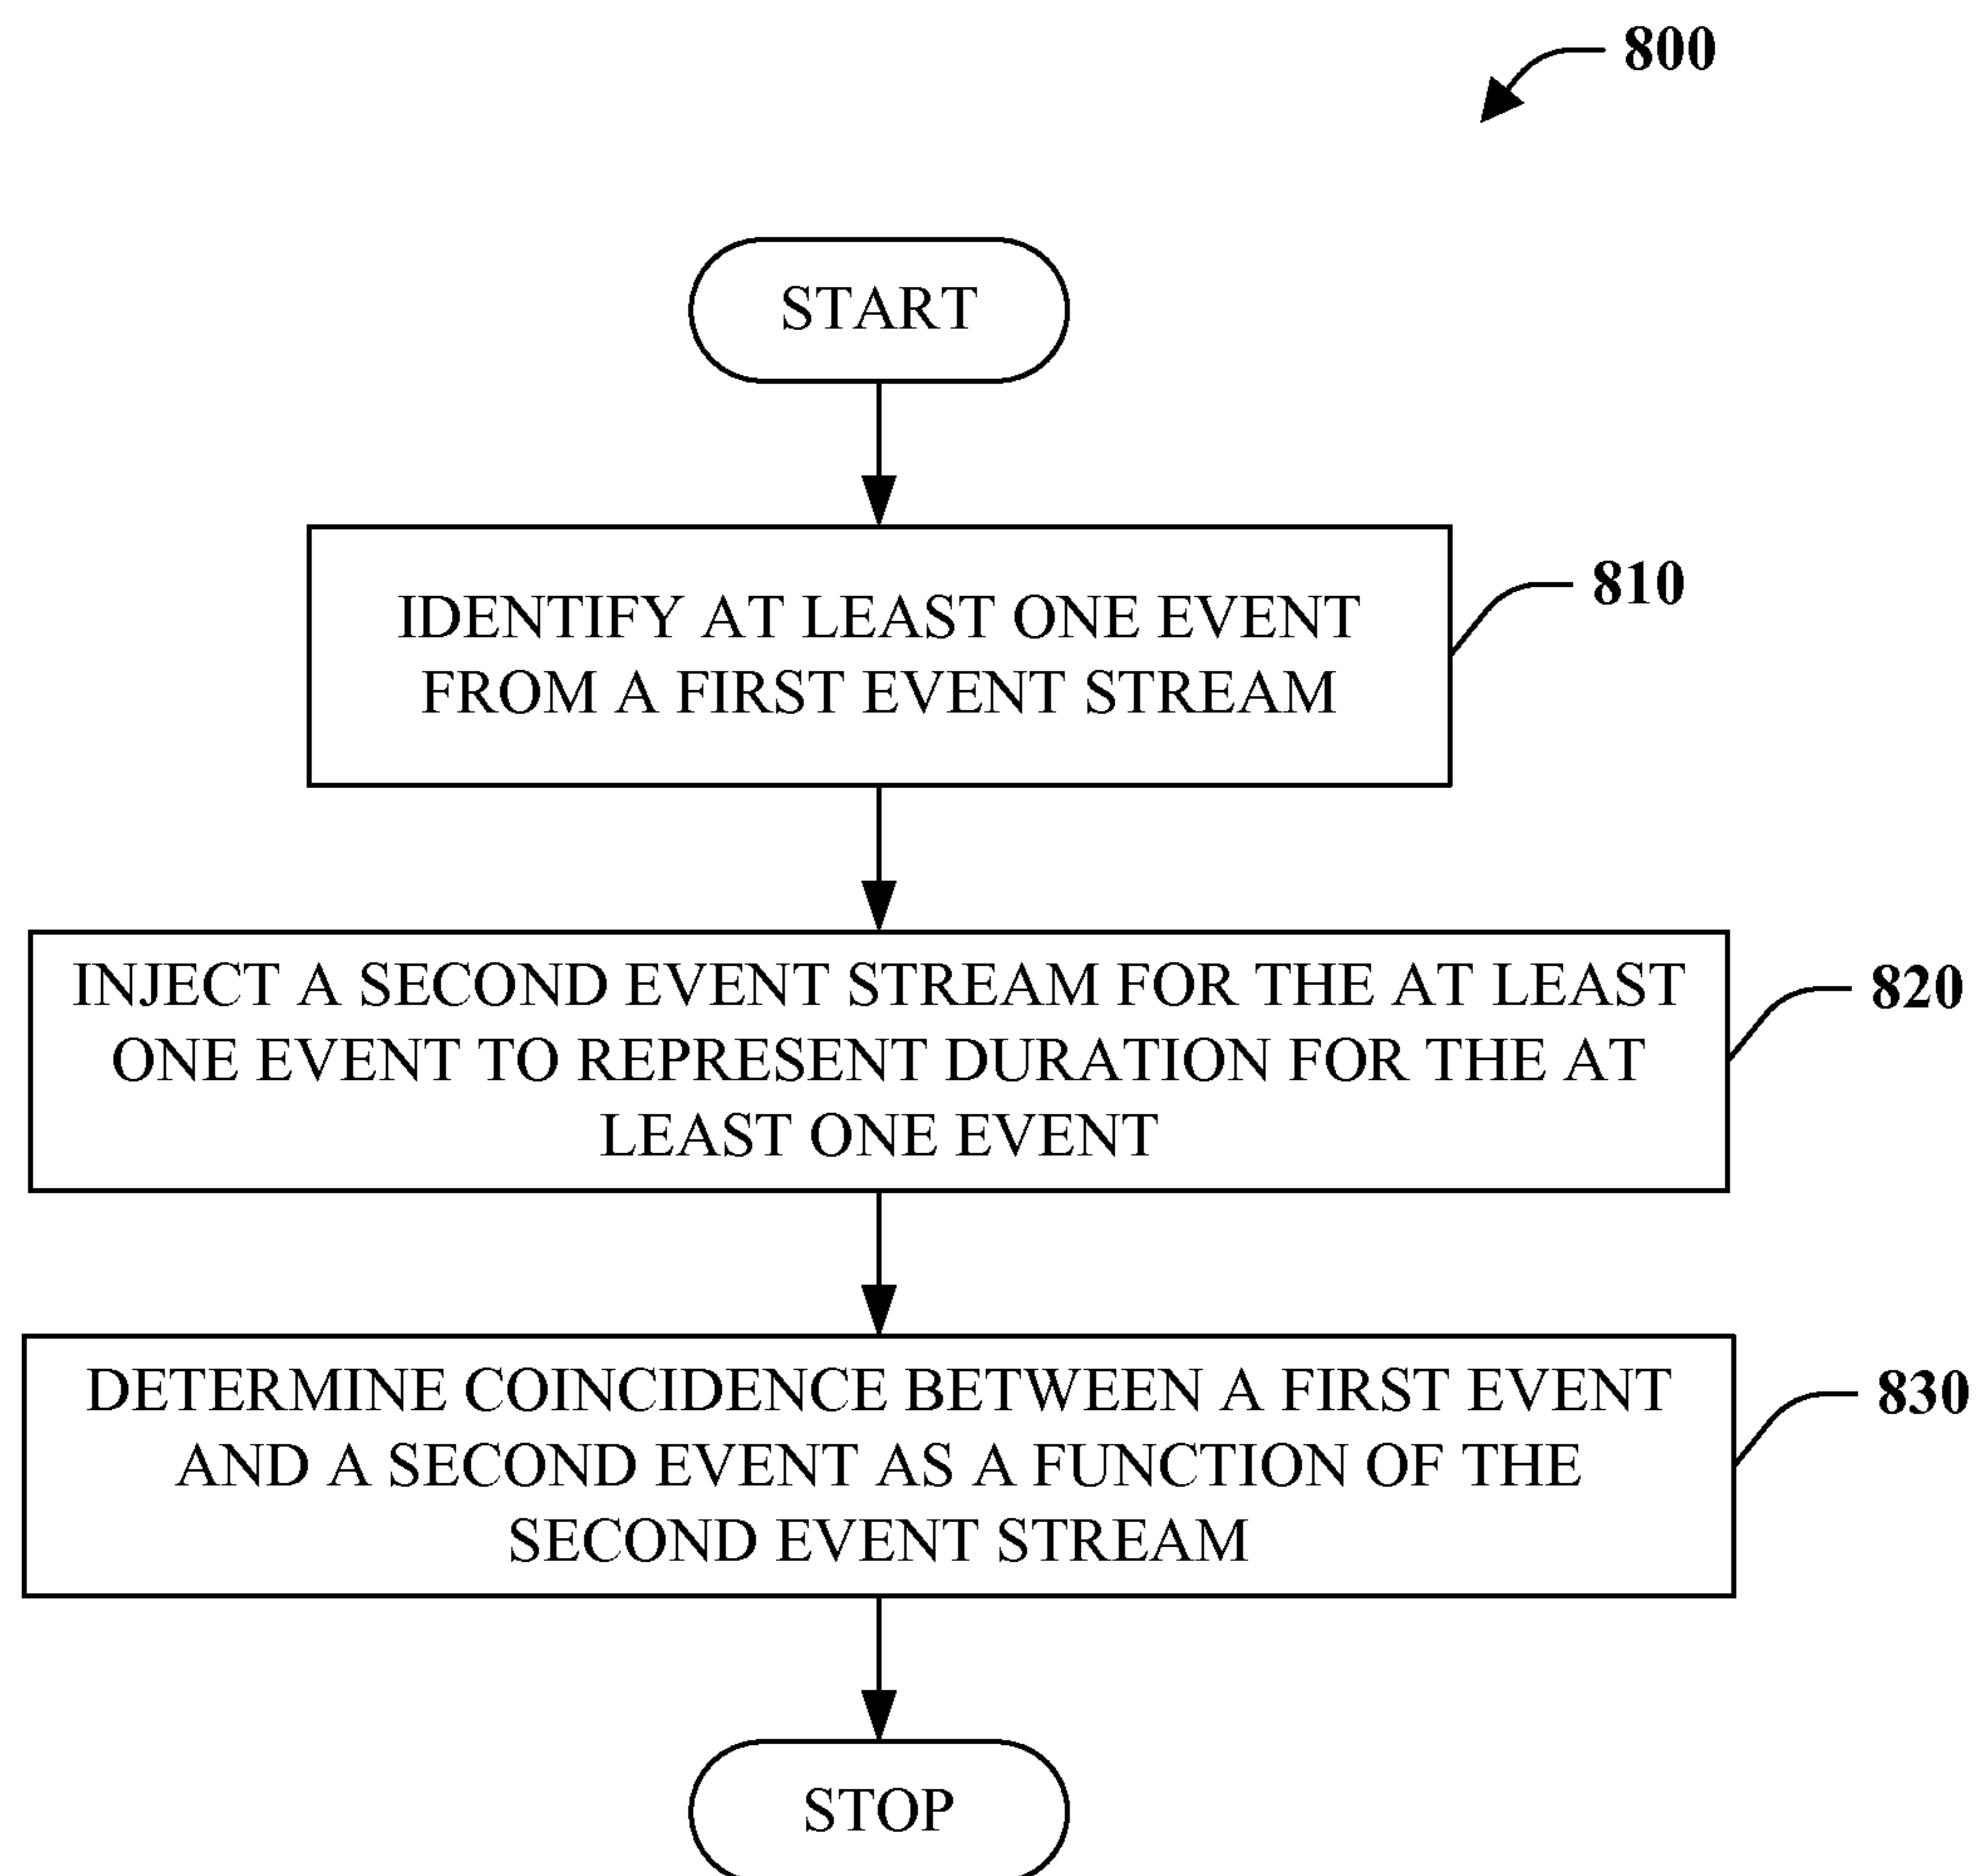 800
START
IDENTIFY AT LEAST ONE EVENT
FROM A FIRST EVENT STREAM
810
INJECT A SECOND EVENT STREAM FOR THE AT LEAST
ONE EVENT TO REPRESENT DURATION FOR THE AT
LEAST ONE EVENT
820
DETERMINE COINCIDENCE BETWEEN A FIRST EVENT
AND A SECOND EVENT AS A FUNCTION OF THE
SECOND EVENT STREAM
830
STOP